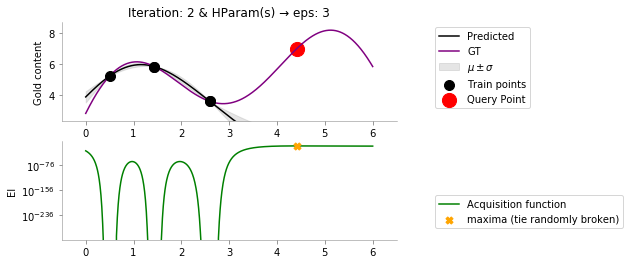 Iteration: 2 & HParam(s) → eps: 3
Gold content
8
6
4
0 1 2 3 4 5 6
Predicted
GT
μ ± σ
Train points
Query Point
EI
10⁻⁷⁶
10⁻¹⁵⁶
10⁻²³⁶
0 1 2 3 4 5 6
Acquisition function
maxima (tie randomly broken)